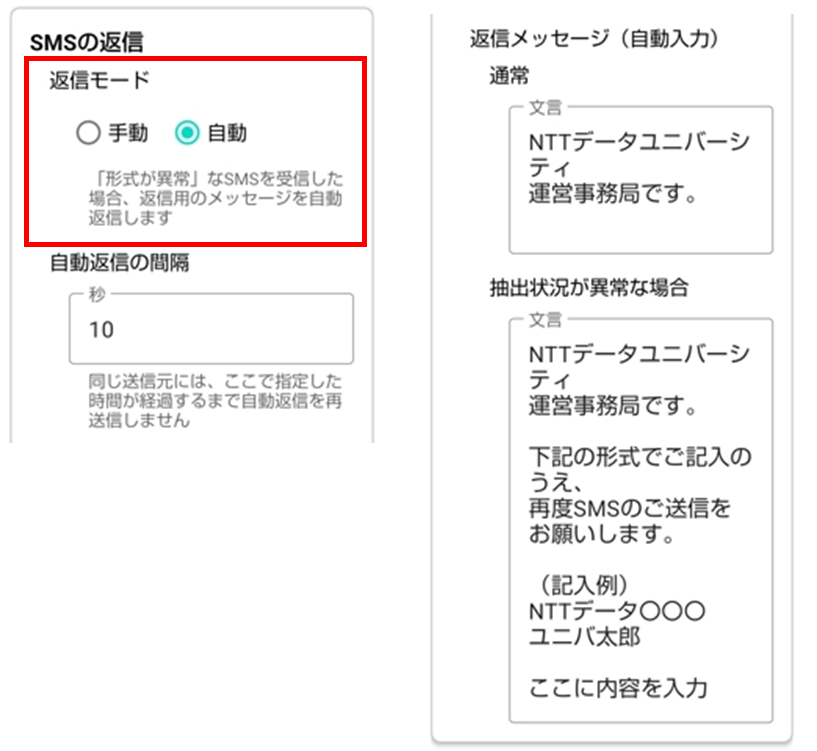 SMSの返信
返信モード
手動
自動
「形式が異常」なSMSを受信した
場合、返信用のメッセージを自動
返信します
自動返信の間隔
秒
10
同じ送信元には、ここで指定した
時間が経過するまで自動返信を再
送信しません
返信メッセージ（自動入力）
通常
文言
NTTデータユニバーシ
ティ
運営事務局です。
抽出状況が異常な場合
文言
NTTデータユニバーシ
ティ
運営事務局です。
下記の形式でご記入の
うえ、
再度SMSのご送信を
お願いします。
（記入例）
NTTデータ〇〇〇
ユニバ太郎
ここに内容を入力